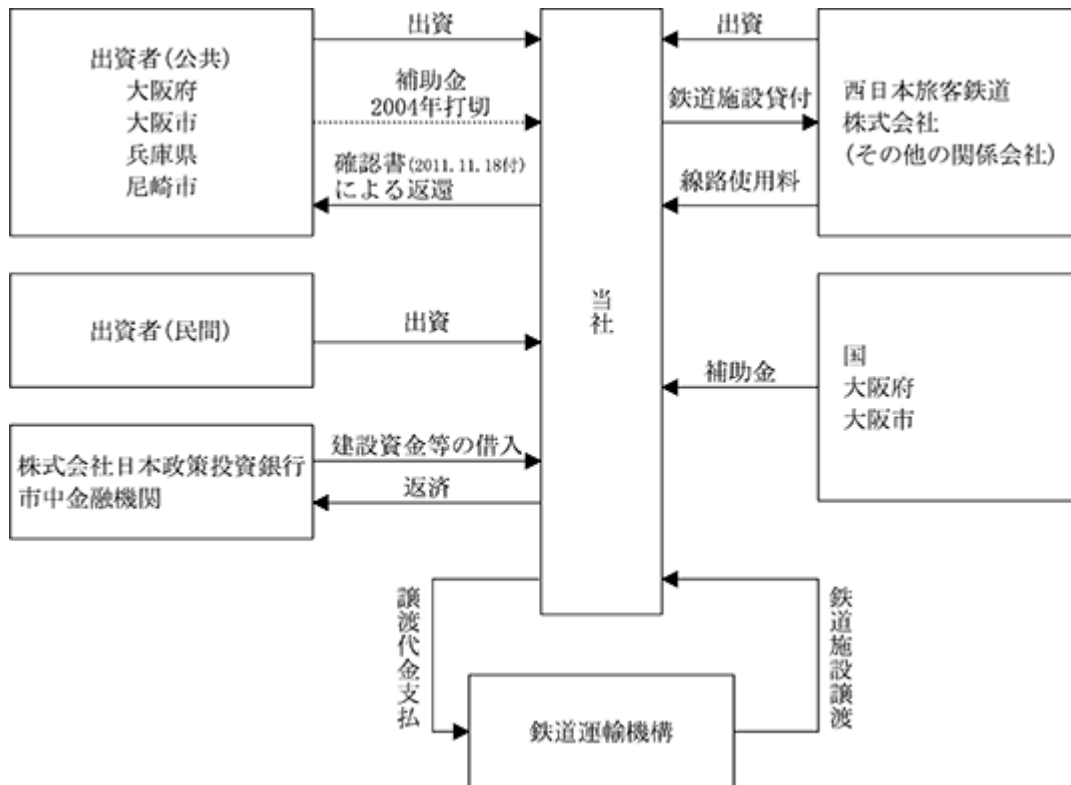 出資者(公共)
大阪府
大阪市
兵庫県
尼崎市
出資
補助金
2004年打切
確認書(2011.11.18付)
による返還
出資者(民間)
出資
株式会社日本政策投資銀行
市中金融機関
建設資金等の借入
返済
当社
出資
鉄道施設貸付
線路使用料
西日本旅客鉄道
株式会社
(その他の関係会社)
補助金
国
大阪府
大阪市
譲渡代金支払
鉄道施設譲渡
鉄道運輸機構